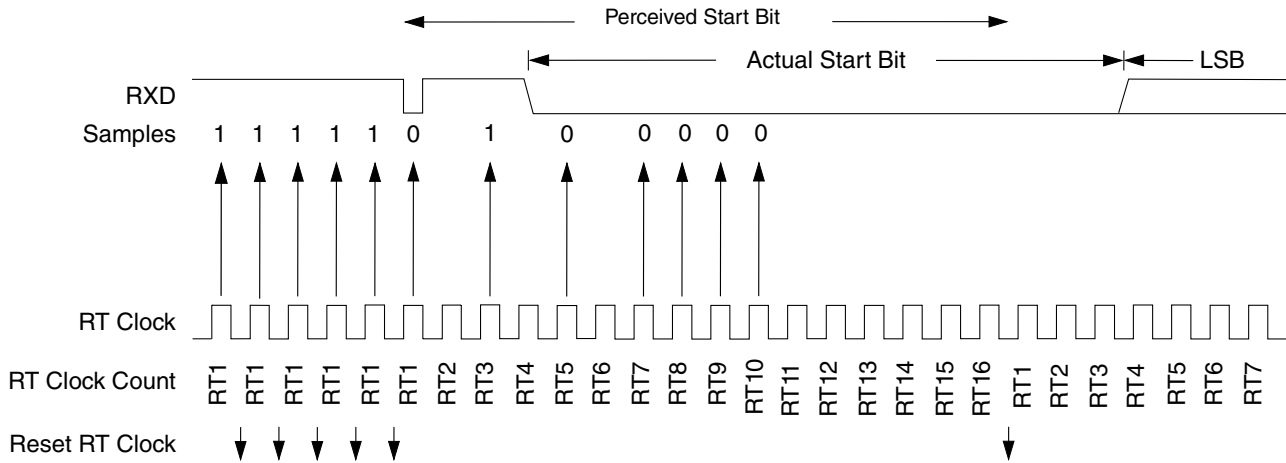 Perceived Start Bit
Actual Start Bit LSB
RXD
Samples 1 1 1 1 1 0 1 0 0 0 0 0
RT Clock
RT Clock Count RT1 RT1 RT1 RT1 RT1 RT1 RT2 RT3 RT4 RT5 RT6 RT7 RT8 RT9 RT10 RT11 RT12 RT13 RT14 RT15 RT16 RT1 RT2 RT3 RT4 RT5 RT6 RT7
Reset RT Clock